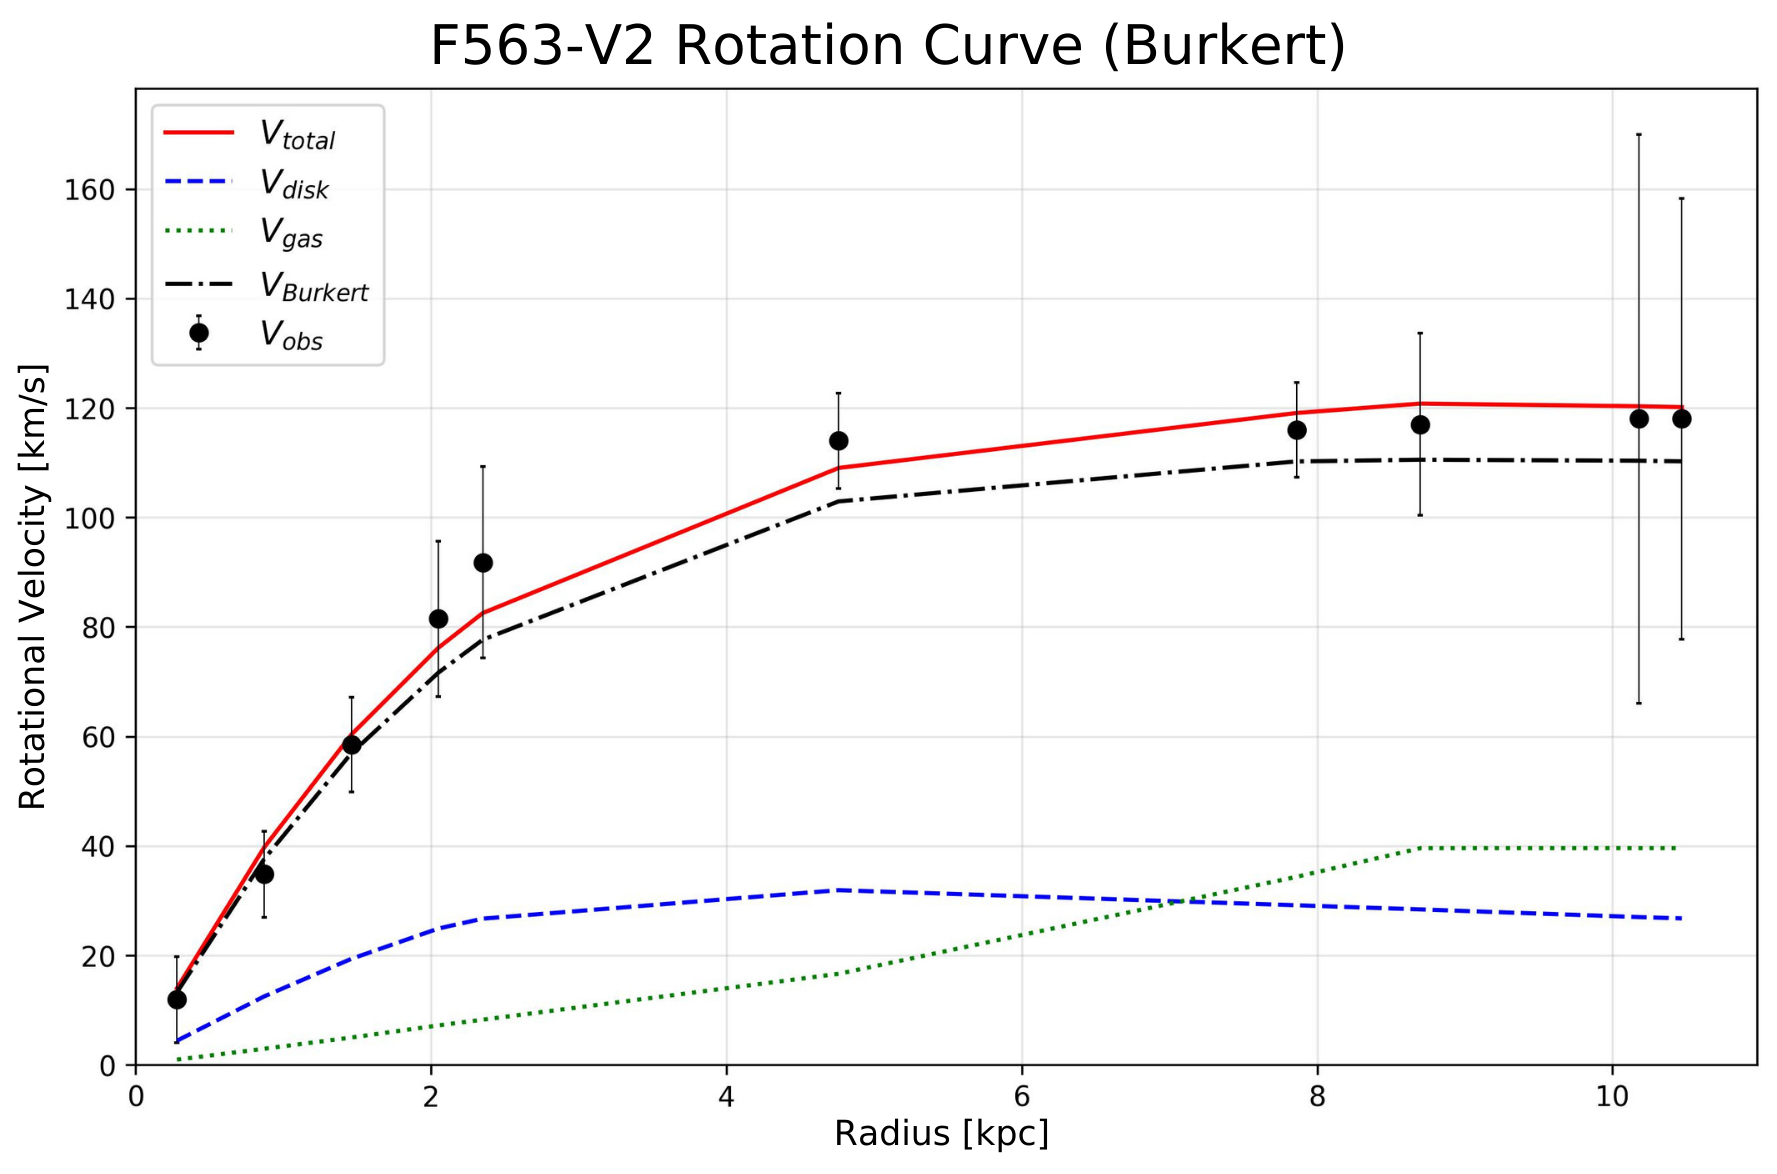 F563-V2 Rotation Curve (Burkert)
V_total
V_disk
V_gas
V_Burkert
V_obs
Rotational Velocity [km/s]
160
140
120
100
80
60
40
20
0
0 2 4 6 8 10
Radius [kpc]